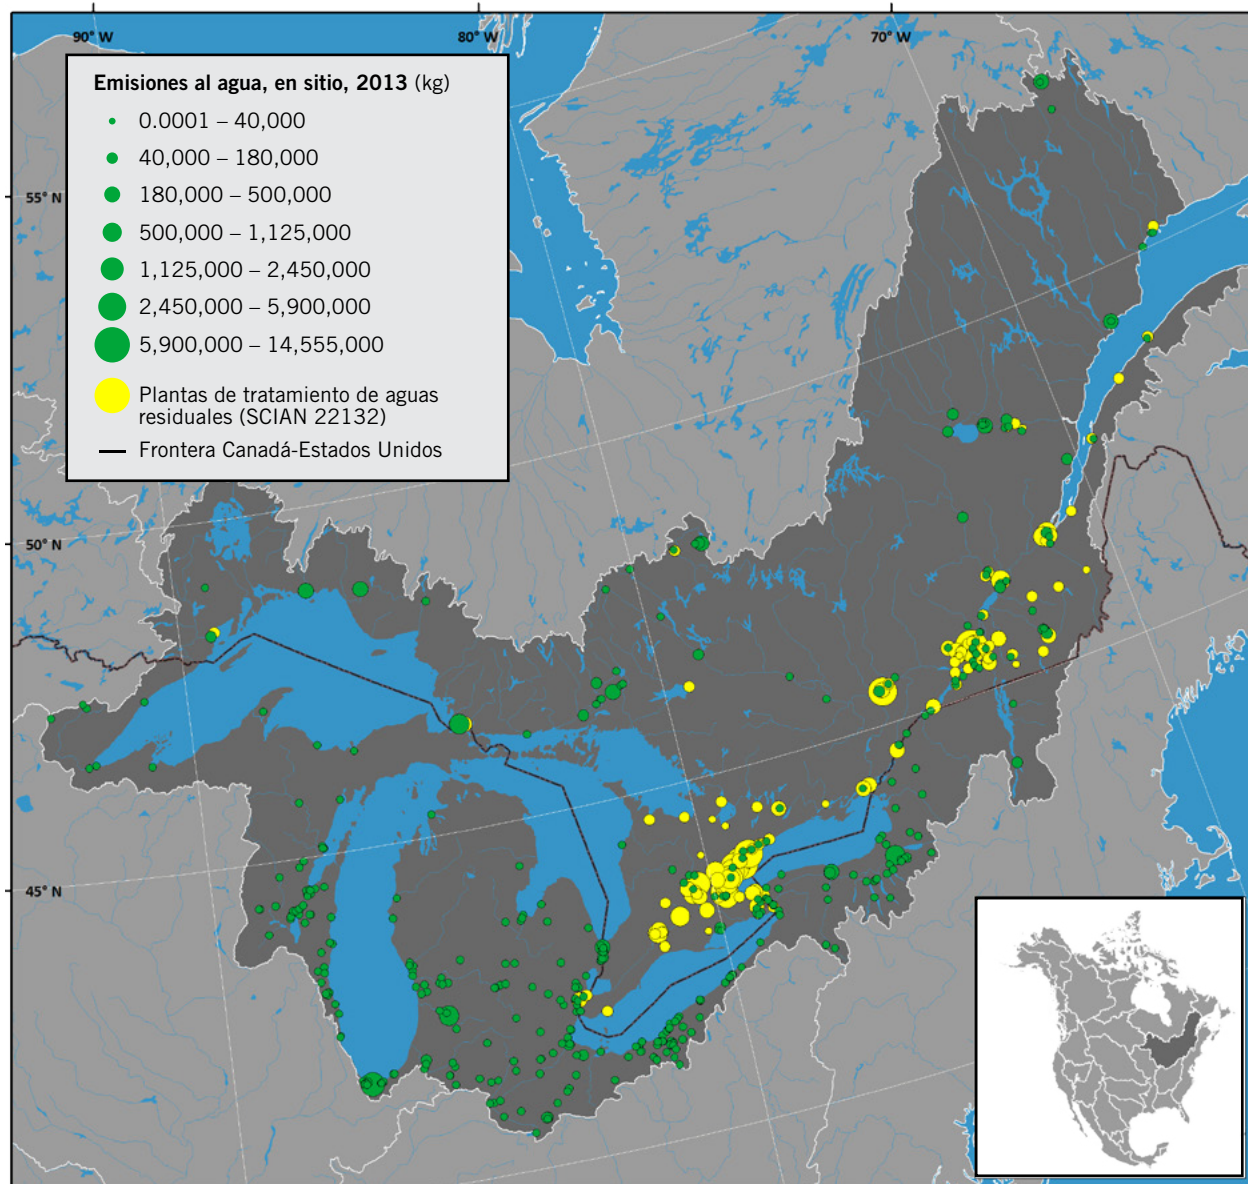 90° W
80° W
70° W
Emisiones al agua, en sitio, 2013 (kg)
0.0001 – 40,000
40,000 – 180,000
180,000 – 500,000
500,000 – 1,125,000
1,125,000 – 2,450,000
2,450,000 – 5,900,000
5,900,000 – 14,555,000
Plantas de tratamiento de aguas
residuales (SCIAN 22132)
Frontera Canadá-Estados Unidos
55° N
50° N
45° N